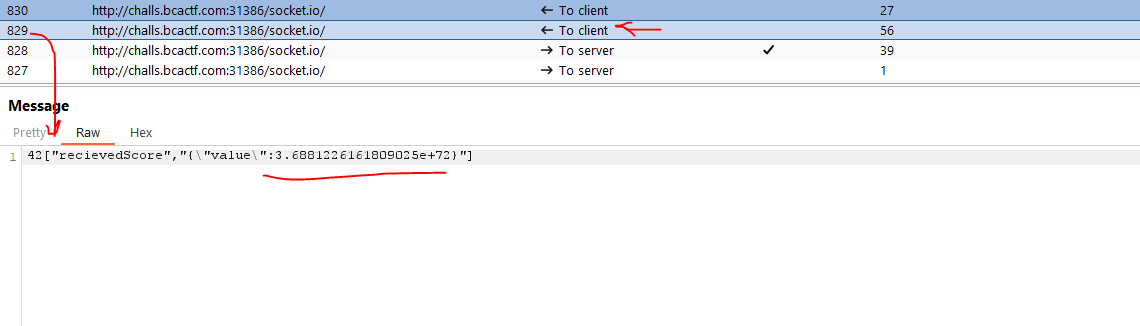 830 http://challs.bcactf.com:31386/socket.io/ ← To client 27
829 http://challs.bcactf.com:31386/socket.io/ ← To client 56
828 http://challs.bcactf.com:31386/socket.io/ → To server ✓ 39
827 http://challs.bcactf.com:31386/socket.io/ → To server 1
Message
Pretty Raw Hex
1 42["recievedScore","{\"value\":3.6881226161809025e+72}"]